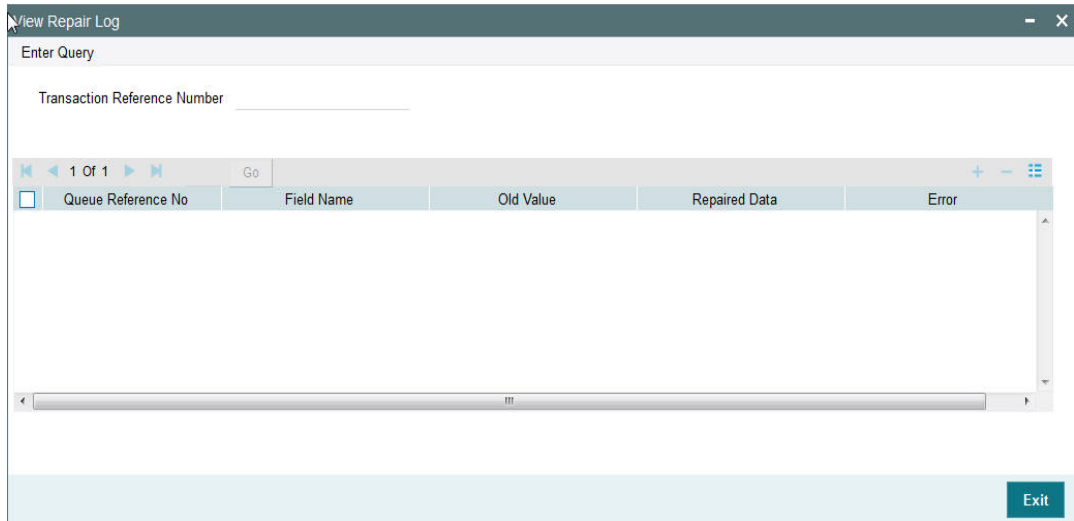 View Repair Log
Enter Query
Transaction Reference Number
1 Of 1 Go
Queue Reference No Field Name Old Value Repaired Data Error
Exit